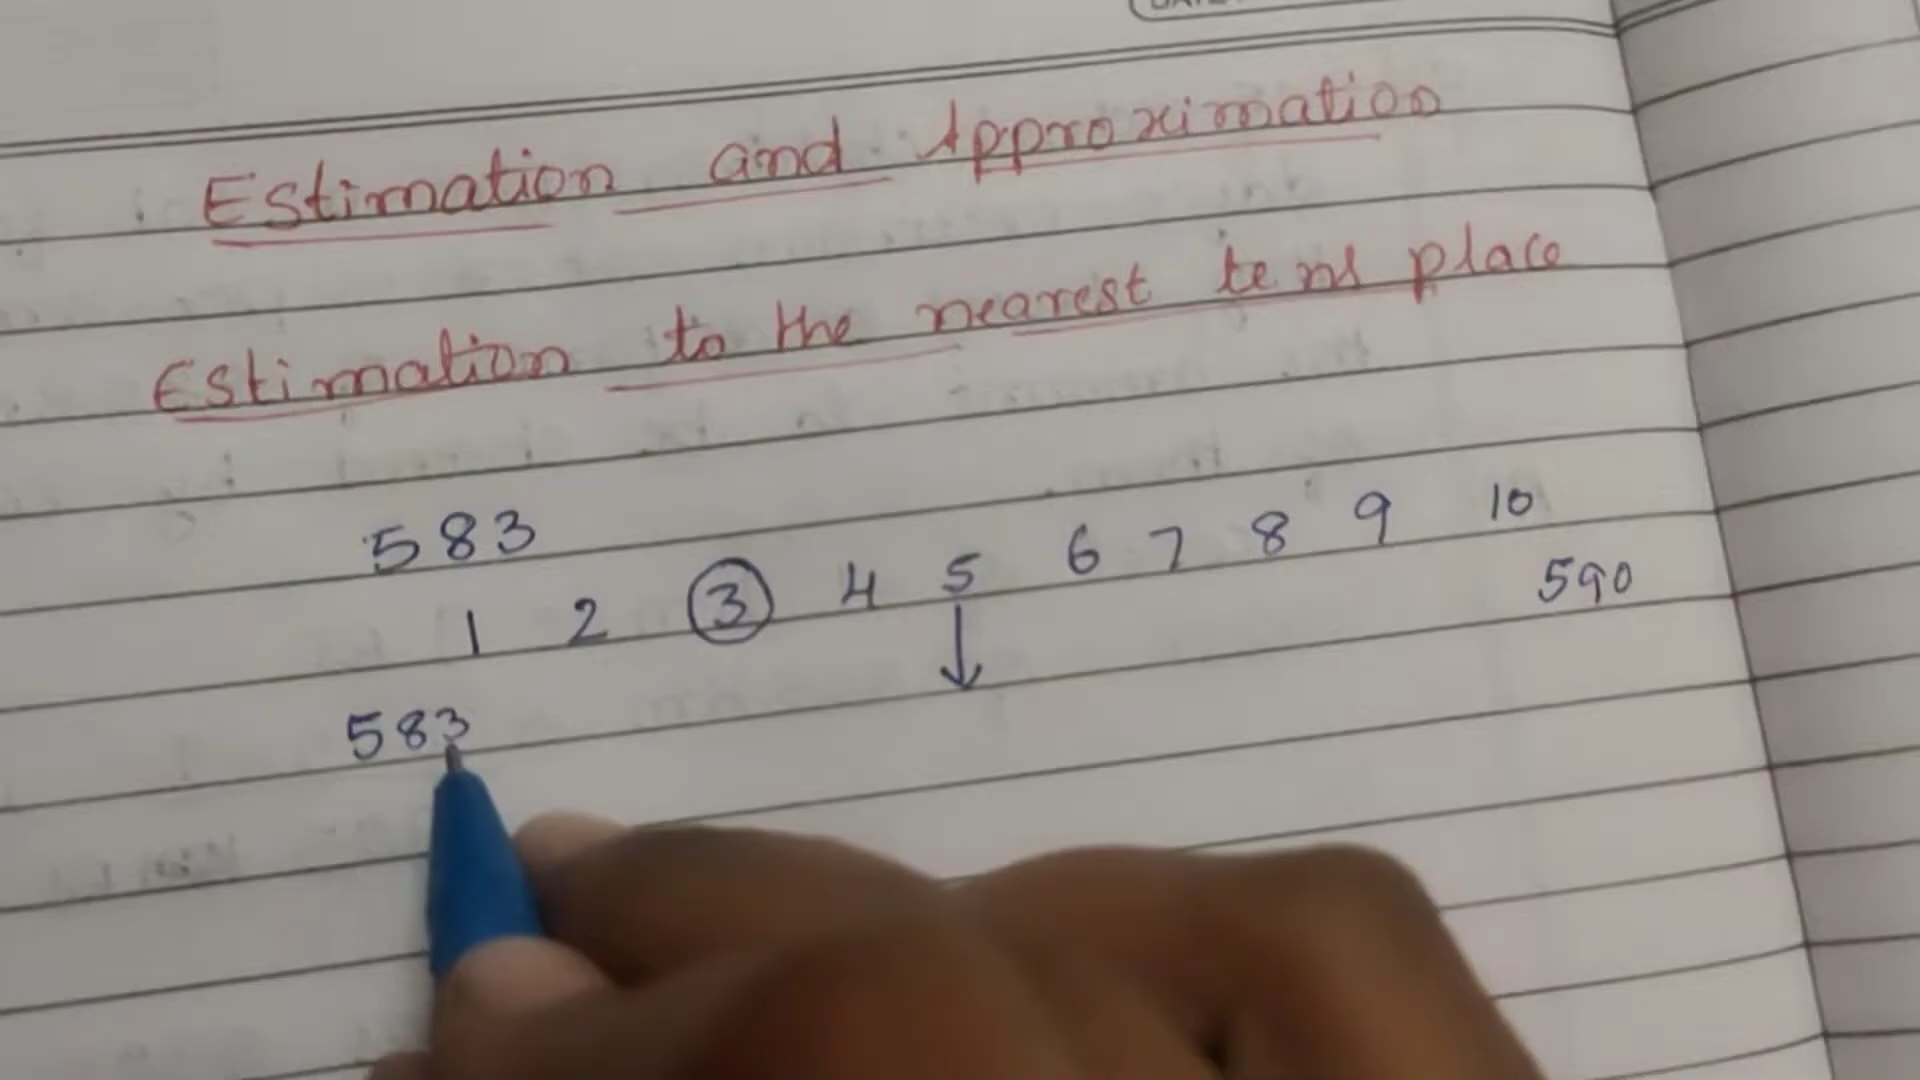 Estimation and Approximation
Estimation to the nearest tens place
583
1 2 3 4 5 6 7 8 9 10
590
583